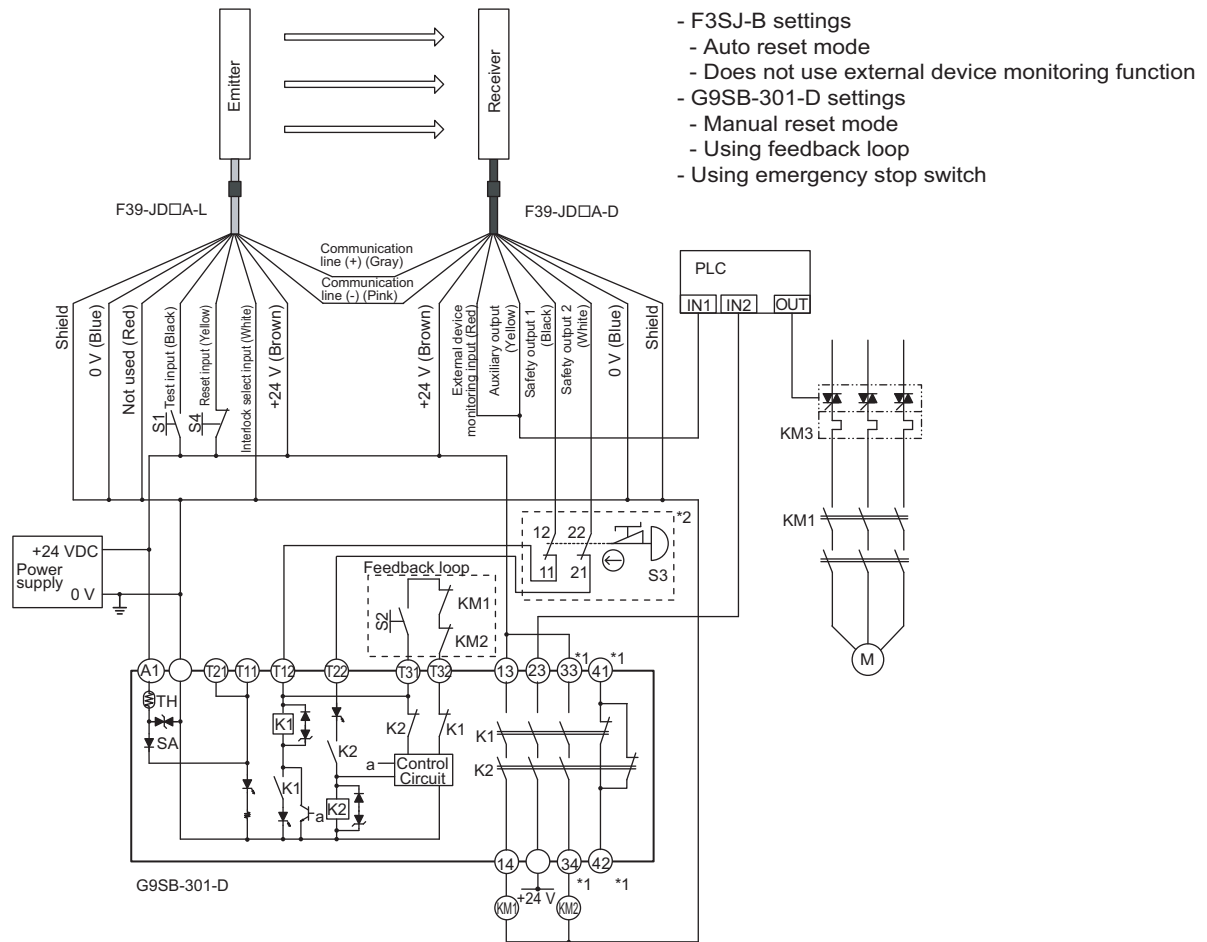 - F3SJ-B settings
- Auto reset mode
- Does not use external device monitoring function
- G9SB-301-D settings
- Manual reset mode
- Using feedback loop
- Using emergency stop switch
Emitter
Receiver
F39-JD□A-L
F39-JD□A-D
Communication
line (+) (Gray)
Communication
line (-) (Pink)
Shield
0 V (Blue)
Not used (Red)
Test input (Black)
Reset input (Yellow)
Interlock select input (White)
+24 V (Brown)
+24 V (Brown)
External device
monitoring input (Red)
Auxiliary output
(Yellow)
Safety output 1
(Black)
Safety output 2
(White)
0 V (Blue)
Shield
S1
S4
PLC
IN1
IN2
OUT
KM3
KM1
M
*2
12
22
11
21
S3
+24 VDC
Power
supply
0 V
Feedback loop
S2
KM1
KM2
A1
T21
T11
T12
T22
T31
T32
13
23
33
*1
41
*1
TH
SA
K1
K1
a
K2
K2
K2
K1
a
Control
Circuit
K1
K2
14
34
*1
42
*1
G9SB-301-D
KM1
+24 V
KM2